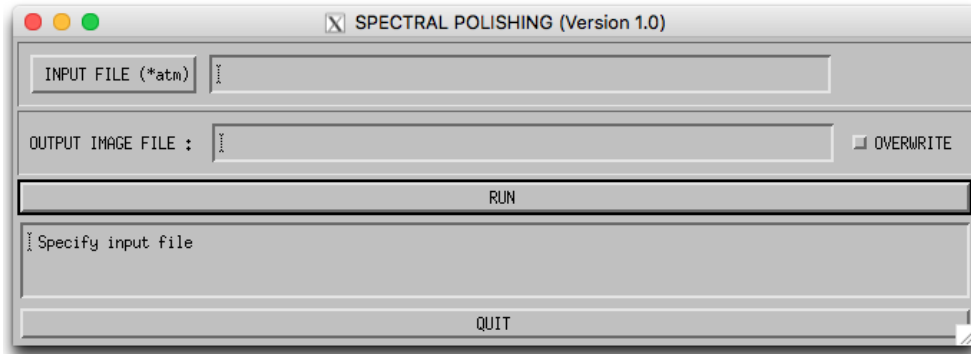 SPECTRAL POLISHING (Version 1.0)
INPUT FILE (*atm)
OUTPUT IMAGE FILE : OVERWRITE
RUN
Specify input file
QUIT